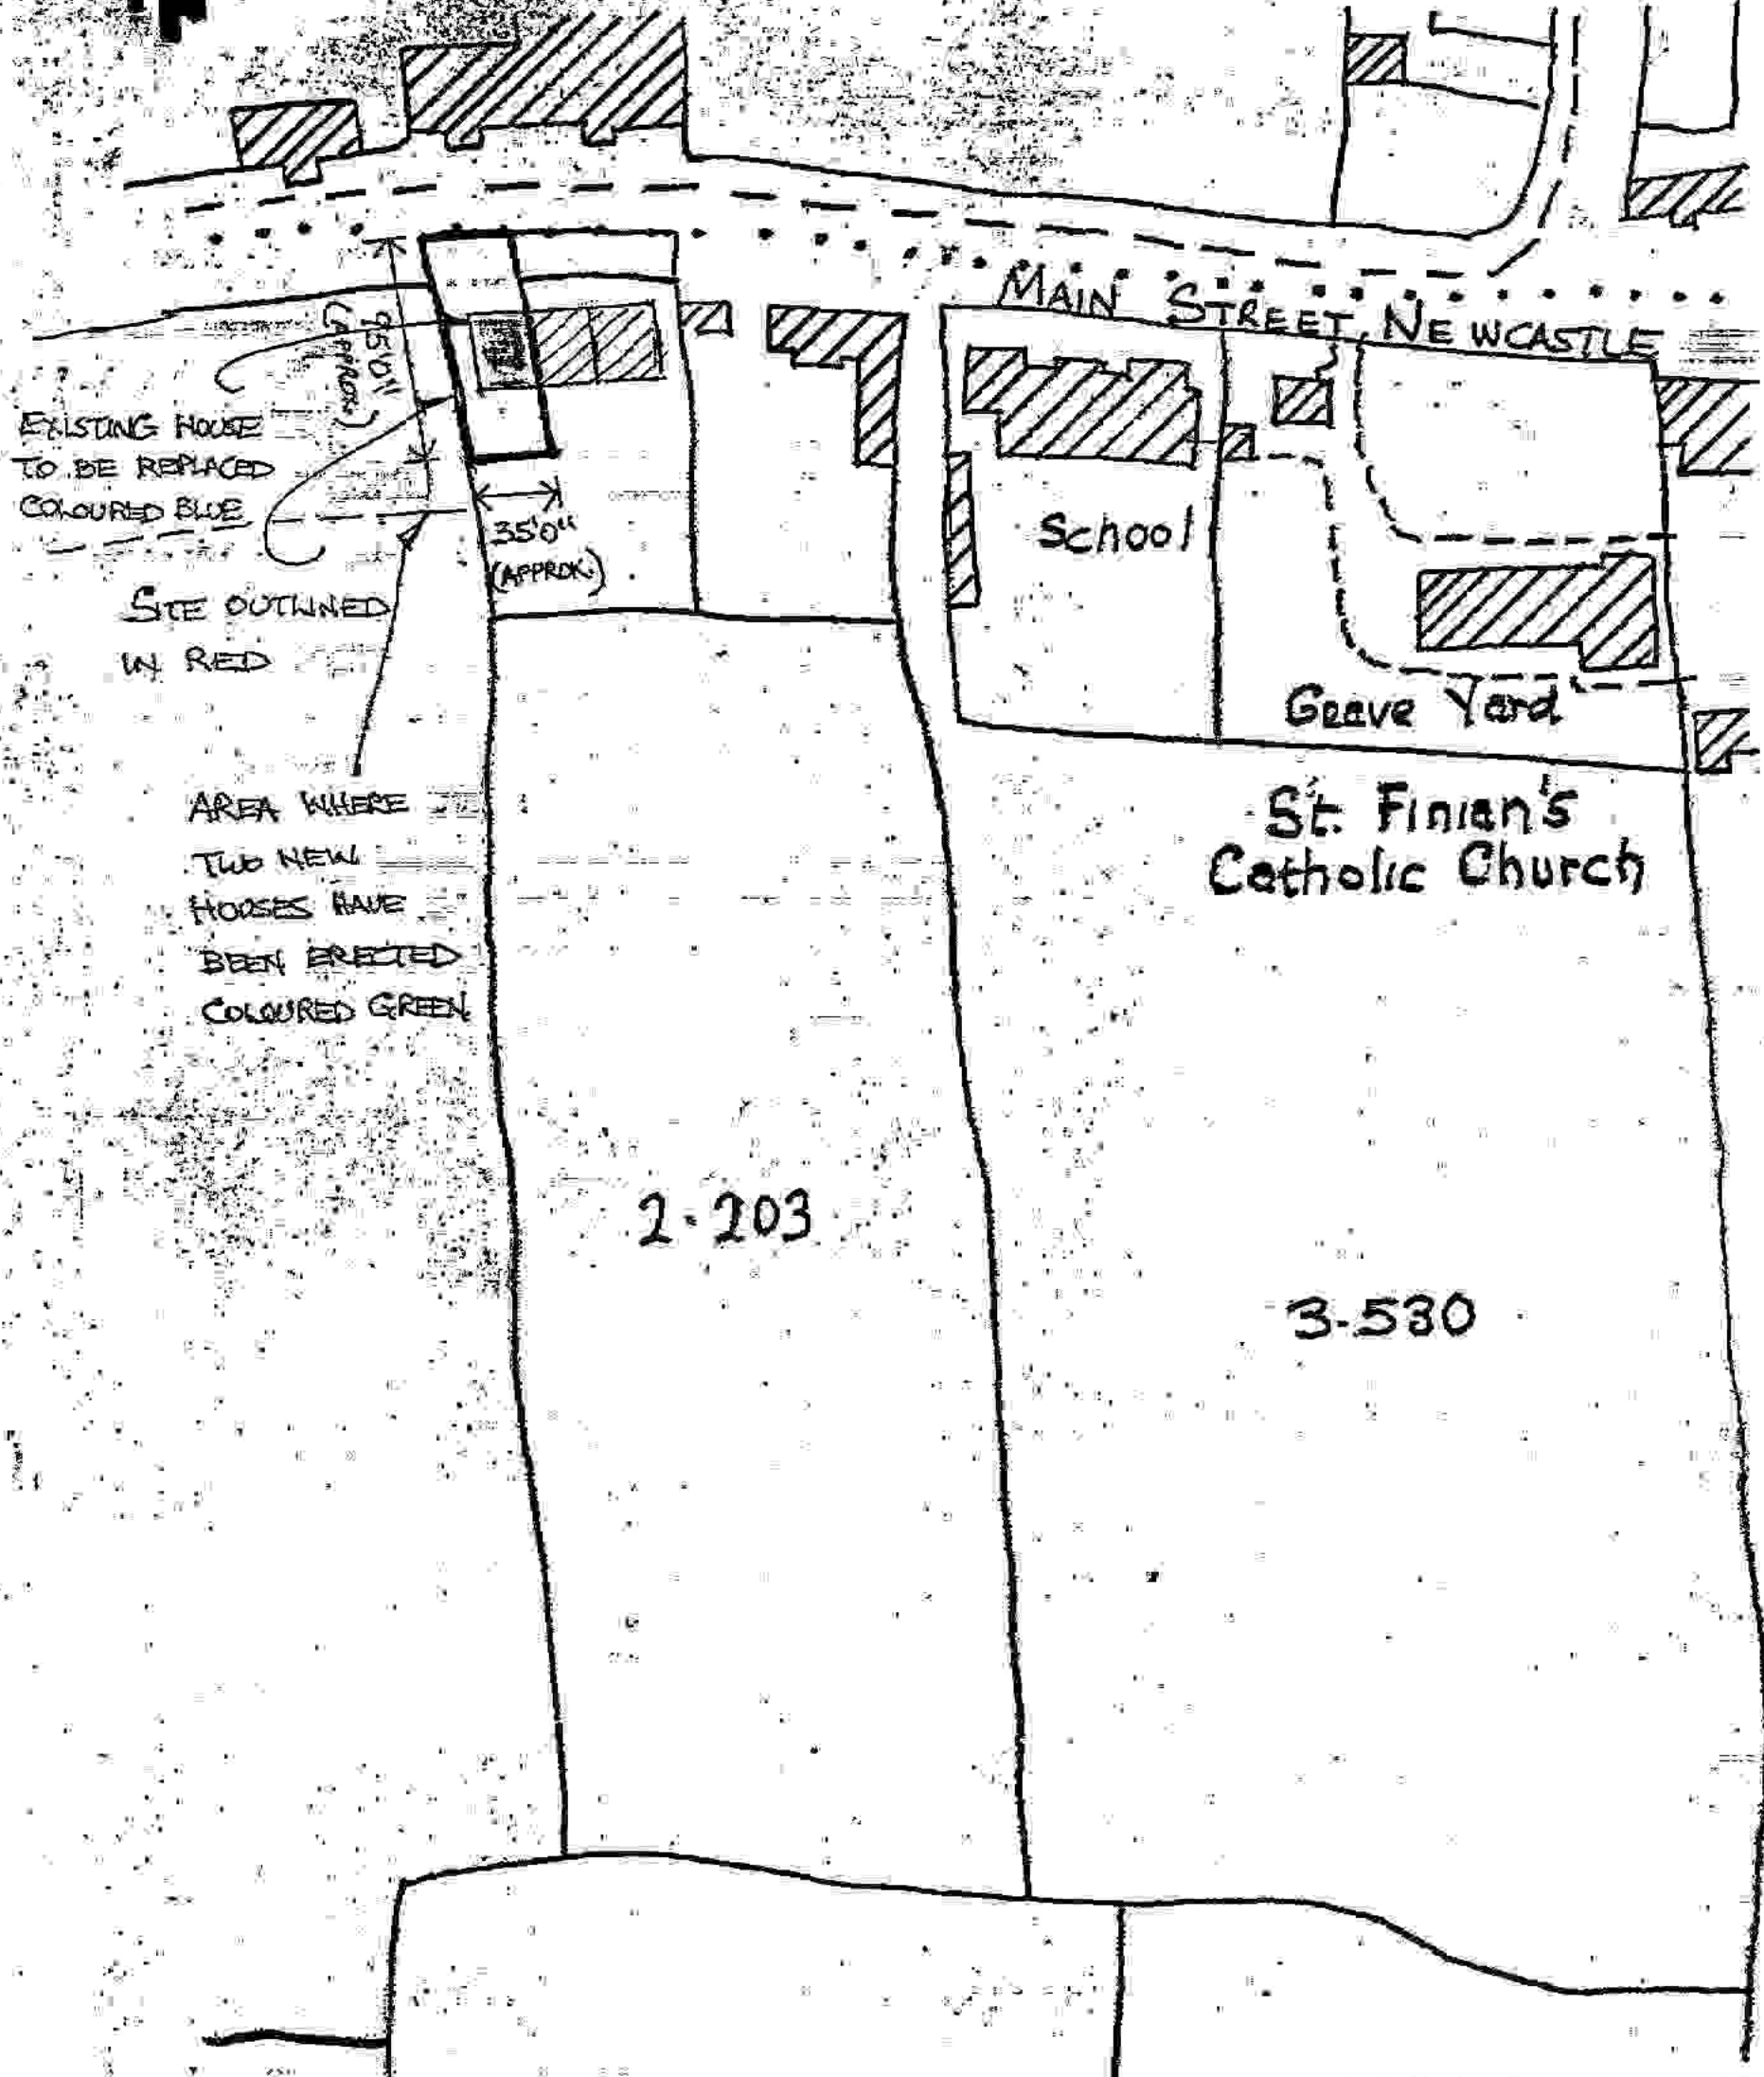 MAIN STREET, NEWCASTLE
95'0"
(APPROX.)
EXISTING HOUSE
TO BE REPLACED
COLOURED BLUE
35'0"
(APPROX.)
SITE OUTLINED
IN RED
School
Grave Yard
St. Finian's
Catholic Church
AREA WHERE
TWO NEW
HOUSES HAVE
BEEN ERECTED
COLOURED GREEN
2.203
3.530